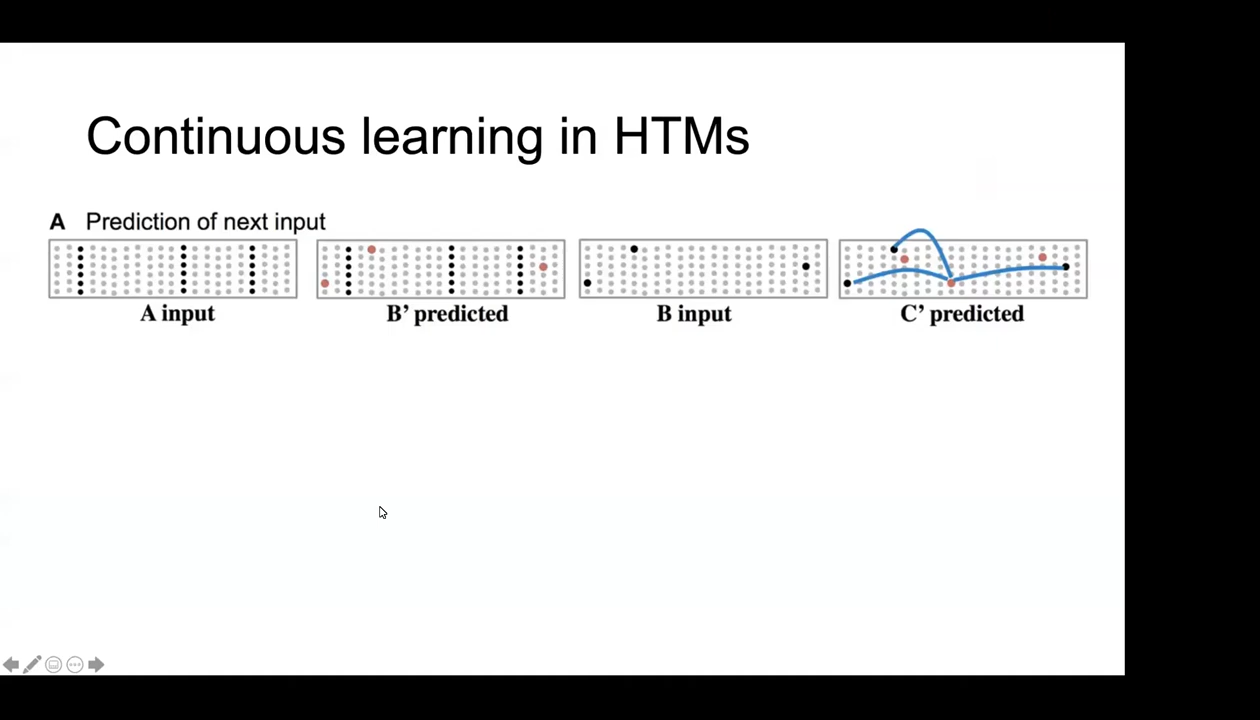 Continuous learning in HTMs
A Prediction of next input
A input
B’ predicted
B input
C’ predicted